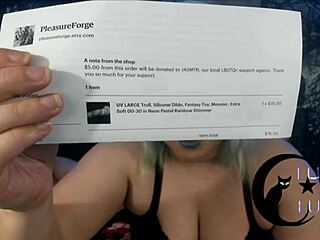 PleasureForge
pleasureforge.etsy.com
A note from the shop
$5.00 from this order will be donated to JASMYN, our local LBGTQ+ support agency. Thank
you so much for your support.
1 item
UV LARGE Troll, Silicone Dildo, Fantasy Toy, Monster, Extra
Soft 00-30 in Neon Pastel Rainbow Shimmer
1 x $75.00
Item total
$75.00